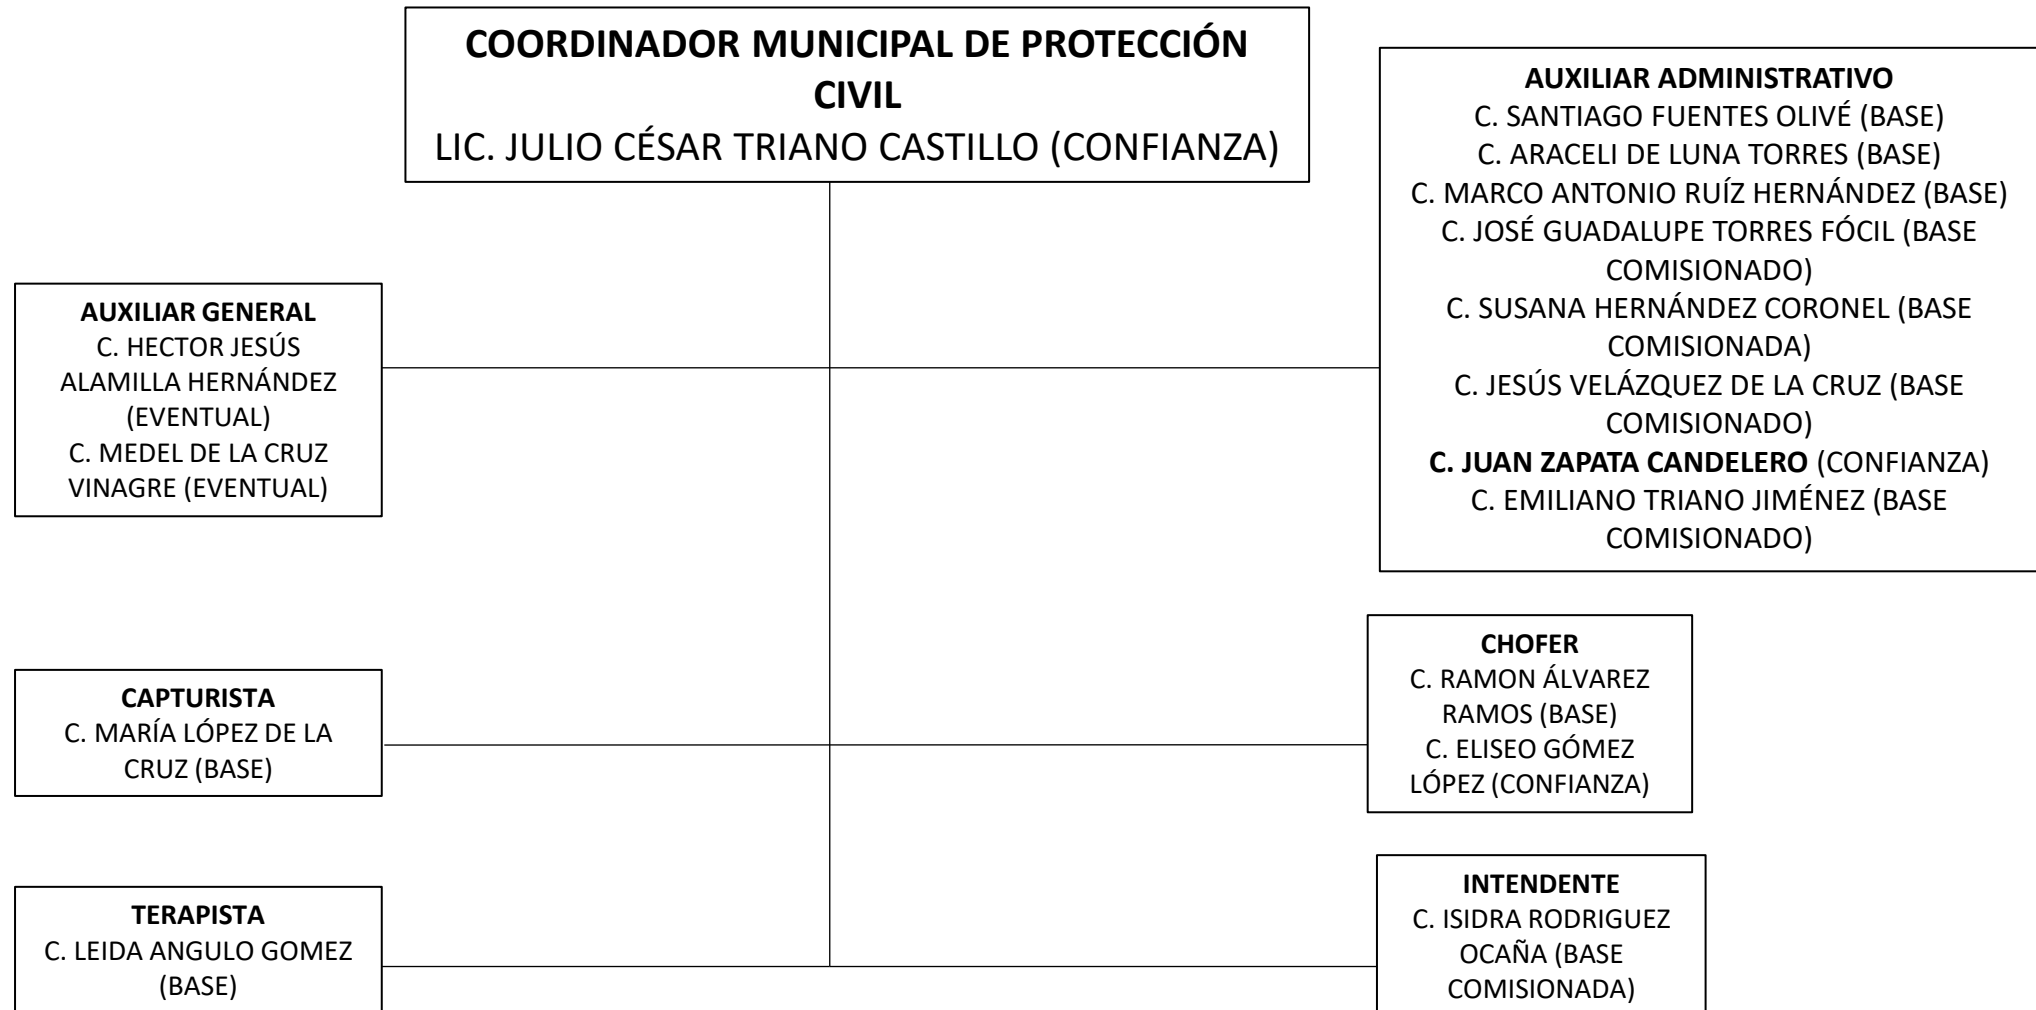 COORDINADOR MUNICIPAL DE PROTECCIÓN
CIVIL
LIC. JULIO CÉSAR TRIANO CASTILLO (CONFIANZA)
AUXILIAR ADMINISTRATIVO
C. SANTIAGO FUENTES OLIVÉ (BASE)
C. ARACELI DE LUNA TORRES (BASE)
C. MARCO ANTONIO RUÍZ HERNÁNDEZ (BASE)
C. JOSÉ GUADALUPE TORRES FÓCIL (BASE
COMISIONADO)
C. SUSANA HERNÁNDEZ CORONEL (BASE
COMISIONADA)
C. JESÚS VELÁZQUEZ DE LA CRUZ (BASE
COMISIONADO)
C. JUAN ZAPATA CANDELERO (CONFIANZA)
C. EMILIANO TRIANO JIMÉNEZ (BASE
COMISIONADO)
AUXILIAR GENERAL
C. HECTOR JESÚS
ALAMILLA HERNÁNDEZ
(EVENTUAL)
C. MEDEL DE LA CRUZ
VINAGRE (EVENTUAL)
CAPTURISTA
C. MARÍA LÓPEZ DE LA
CRUZ (BASE)
CHOFER
C. RAMON ÁLVAREZ
RAMOS (BASE)
C. ELISEO GÓMEZ
LÓPEZ (CONFIANZA)
TERAPISTA
C. LEIDA ANGULO GOMEZ
(BASE)
INTENDENTE
C. ISIDRA RODRIGUEZ
OCAÑA (BASE
COMISIONADA)